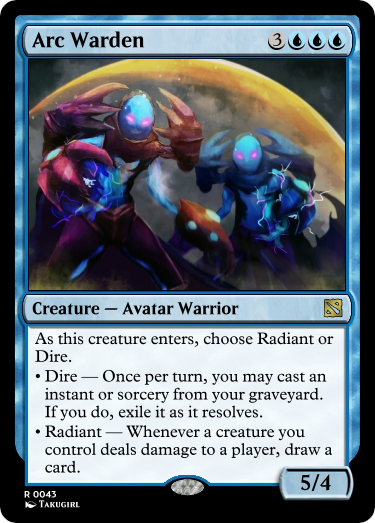 Arc Warden 3
Creature — Avatar Warrior
As this creature enters, choose Radiant or
Dire.
• Dire — Once per turn, you may cast an
instant or sorcery from your graveyard.
If you do, exile it as it resolves.
• Radiant — Whenever a creature you
control deals damage to a player, draw a
card.
5/4
R 0043
Takugirl